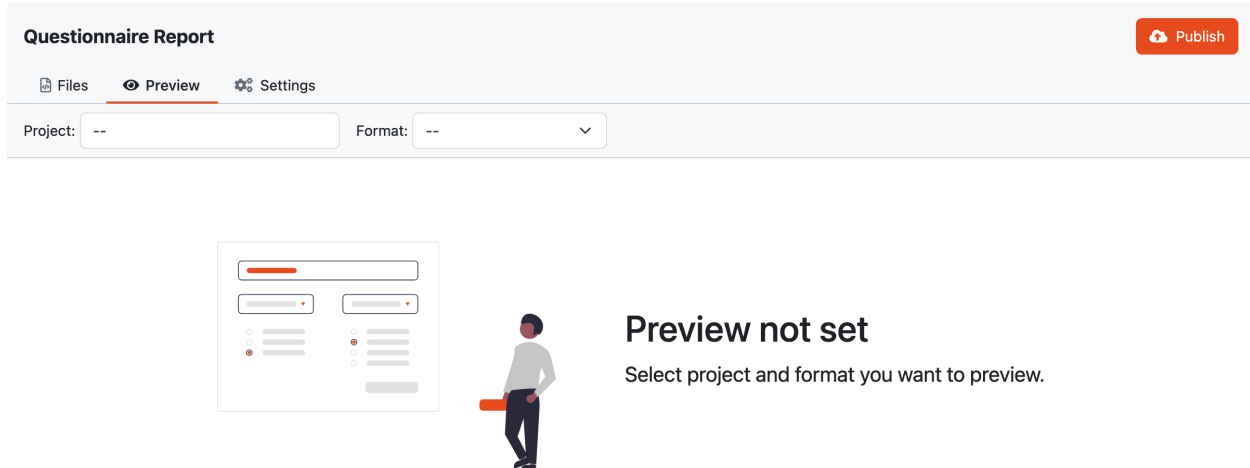 Questionnaire Report
Publish
Files Preview Settings
Project: -- Format: --
Preview not set
Select project and format you want to preview.